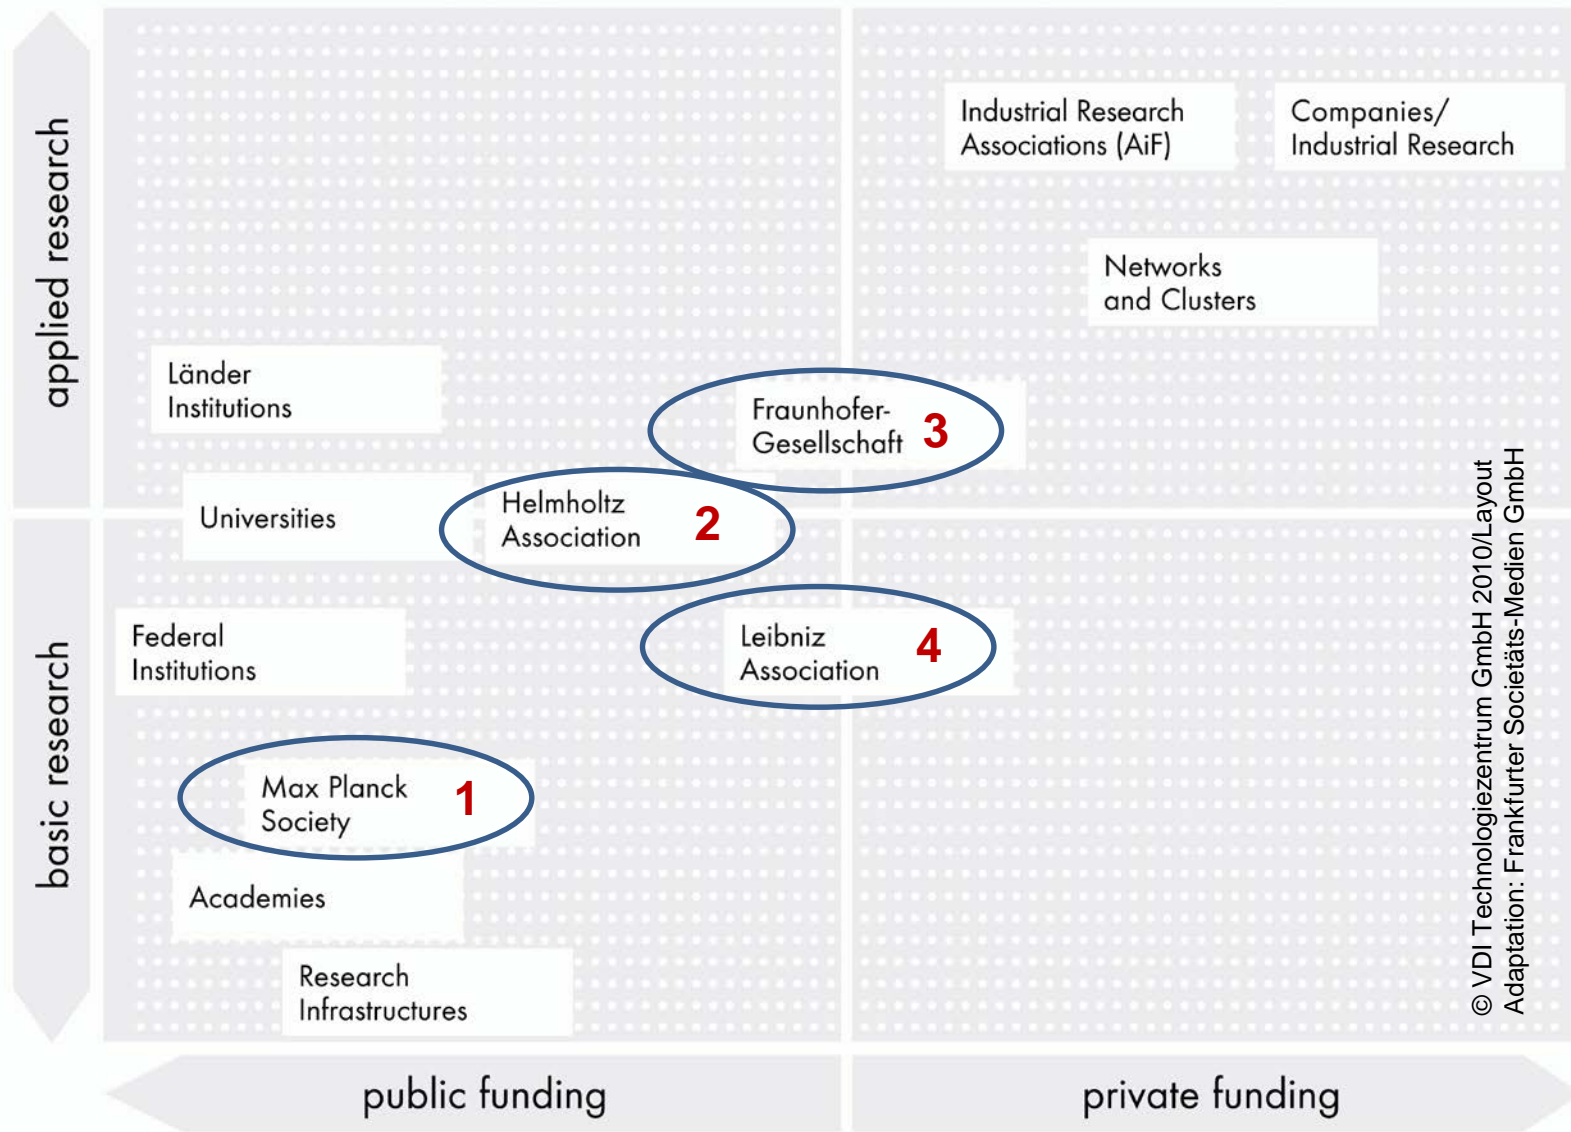 applied research
basic research
Industrial Research
Associations (AiF)
Companies/
Industrial Research
Networks
and Clusters
Länder
Institutions
Fraunhofer-
Gesellschaft
3
Universities
Helmholtz
Association
2
Federal
Institutions
Leibniz
Association
4
Max Planck
Society
1
Academies
Research
Infrastructures
© VDI Technologiezentrum GmbH 2010/Layout
Adaptation: Frankfurter Societäts-Medien GmbH
public funding
private funding